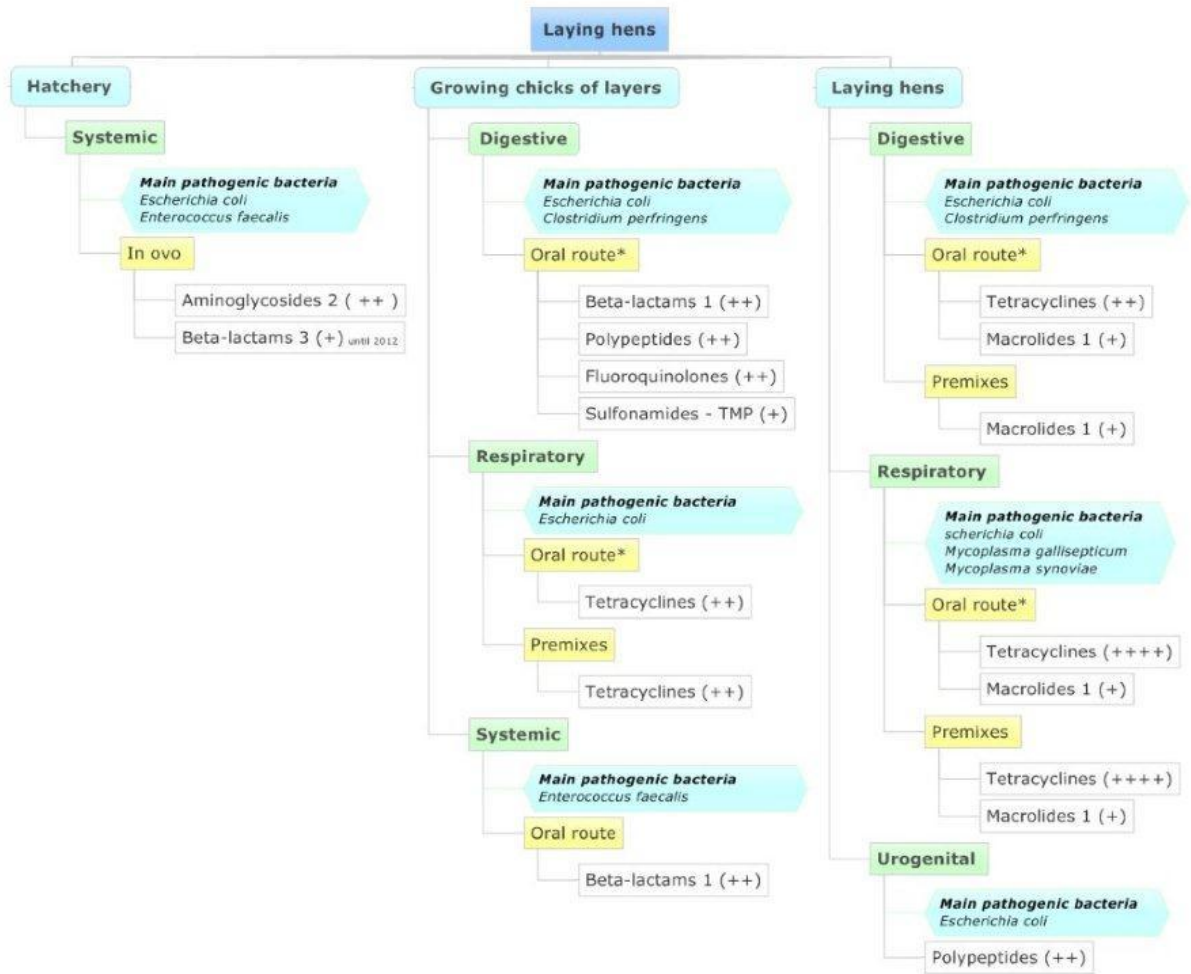 Laying hens
Hatchery
Systemic
Main pathogenic bacteria
Escherichia coli
Enterococcus faecalis
In ovo
Aminoglycosides 2 ( ++ )
Beta-lactams 3 (+) until 2012
Growing chicks of layers
Digestive
Main pathogenic bacteria
Escherichia coli
Clostridium perfringens
Oral route*
Beta-lactams 1 (++)
Polypeptides (++)
Fluoroquinolones (++)
Sulfonamides - TMP (+)
Respiratory
Main pathogenic bacteria
Escherichia coli
Oral route*
Tetracyclines (++)
Premixes
Tetracyclines (++)
Systemic
Main pathogenic bacteria
Enterococcus faecalis
Oral route
Beta-lactams 1 (++)
Laying hens
Digestive
Main pathogenic bacteria
Escherichia coli
Clostridium perfringens
Oral route*
Tetracyclines (++)
Macrolides 1 (+)
Premixes
Macrolides 1 (+)
Respiratory
Main pathogenic bacteria
scherichia coli
Mycoplasma gallisepticum
Mycoplasma synoviae
Oral route*
Tetracyclines (++++)
Macrolides 1 (+)
Premixes
Tetracyclines (++++)
Macrolides 1 (+)
Urogenital
Main pathogenic bacteria
Escherichia coli
Polypeptides (++)